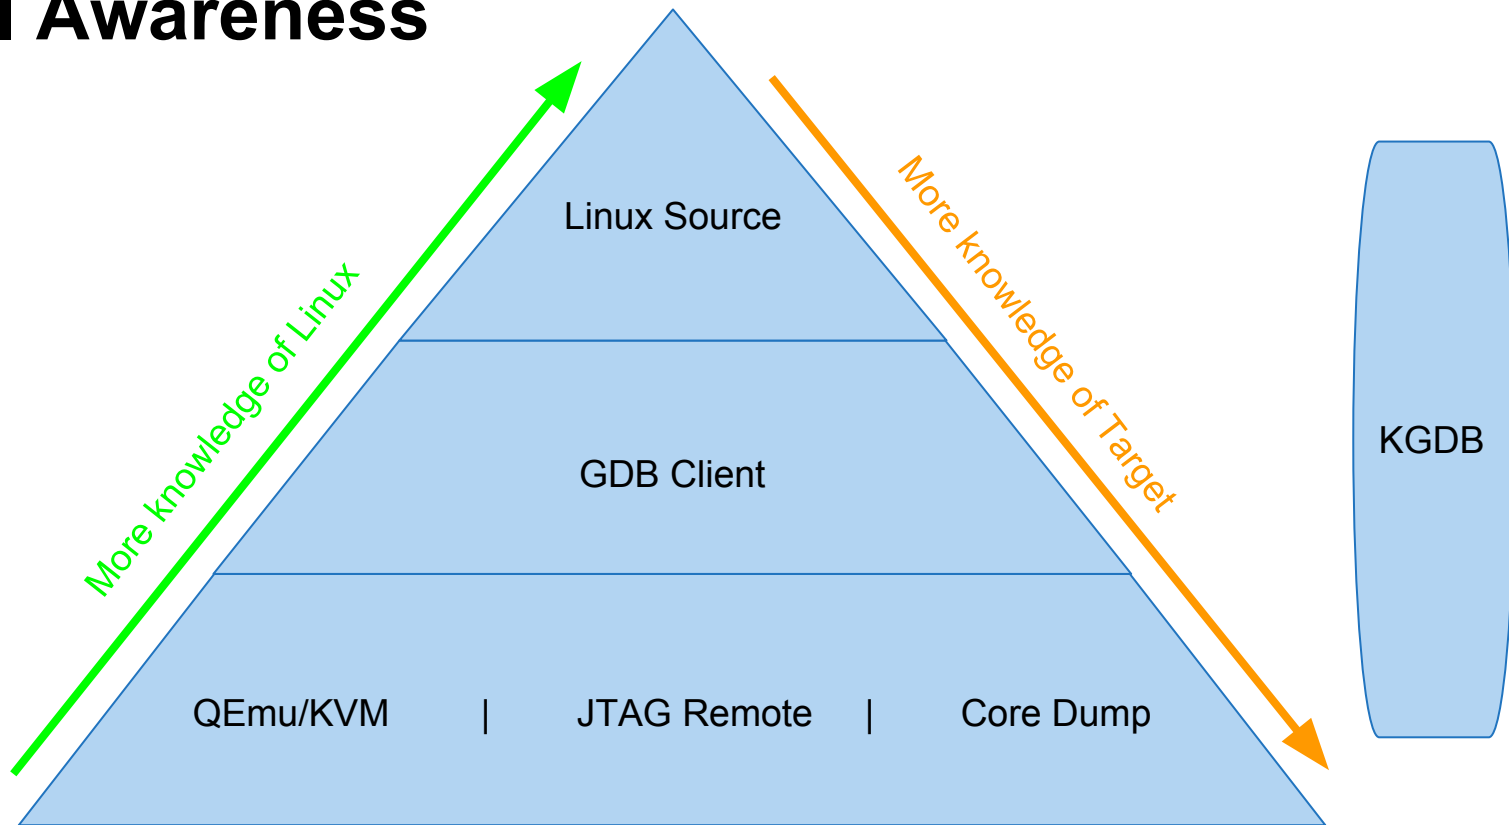 Awareness
Linux Source
More knowledge of Linux
More knowledge of Target
GDB Client
KGDB
QEmu/KVM | JTAG Remote | Core Dump